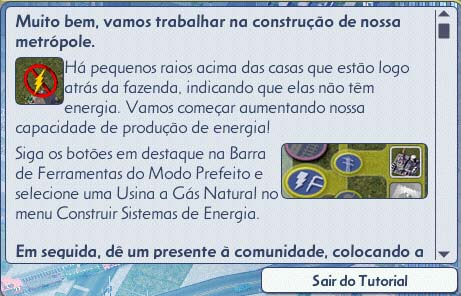 Muito bem, vamos trabalhar na construção de nossa
metrópole.
Há pequenos raios acima das casas que estão logo
atrás da fazenda, indicando que elas não têm
energia. Vamos começar aumentando nossa
capacidade de produção de energia!
Siga os botões em destaque na Barra
de Ferramentas do Modo Prefeito e
selecione uma Usina a Gás Natural no
menu Construir Sistemas de Energia.
Em seguida, dê um presente à comunidade, colocando a
Sair do Tutorial